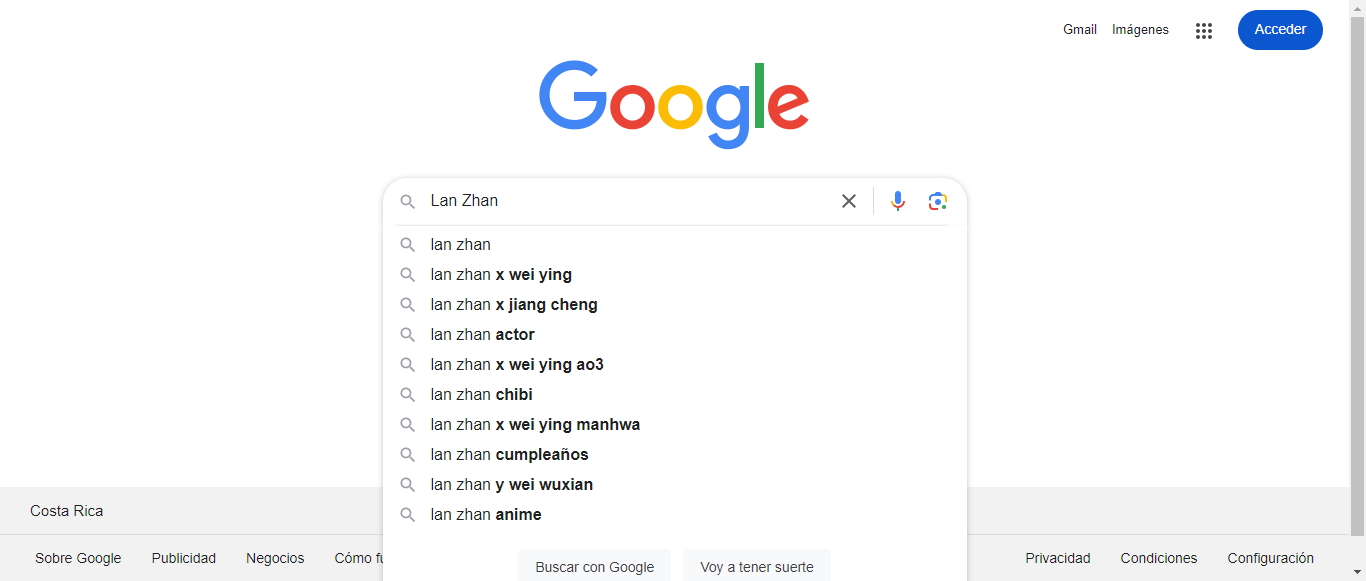 Gmail Imágenes Acceder
Google
Lan Zhan
lan zhan
lan zhan x wei ying
lan zhan x jiang cheng
lan zhan actor
lan zhan x wei ying ao3
lan zhan chibi
lan zhan x wei ying manhwa
lan zhan cumpleaños
lan zhan y wei wuxian
lan zhan anime
Costa Rica
Buscar con Google Voy a tener suerte
Sobre Google Publicidad Negocios Cómo Privacidad Condiciones Configuración